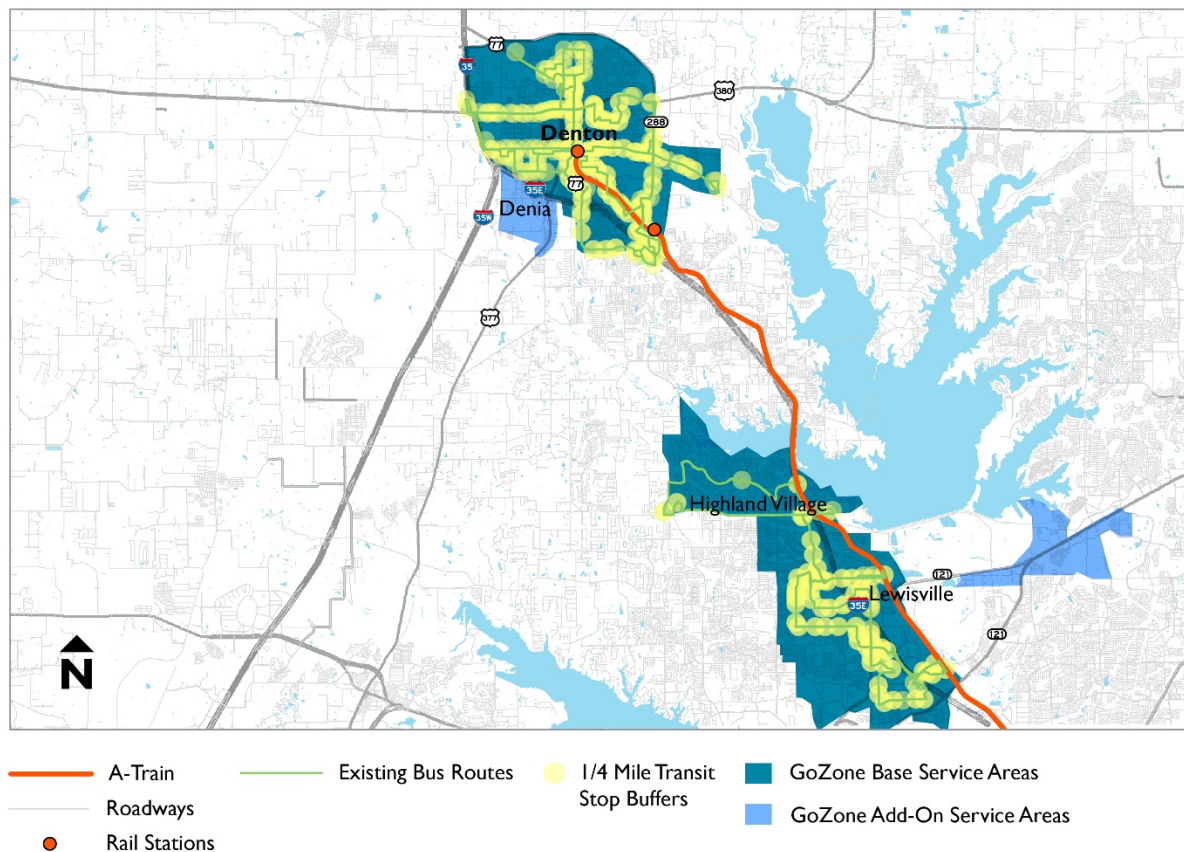 77
35
380
288
Denton
35E
77
Denia
35W
377
Highland Village
121
Lewisville
35E
121
N
A-Train
Existing Bus Routes
1/4 Mile Transit
Stop Buffers
GoZone Base Service Areas
Roadways
GoZone Add-On Service Areas
Rail Stations